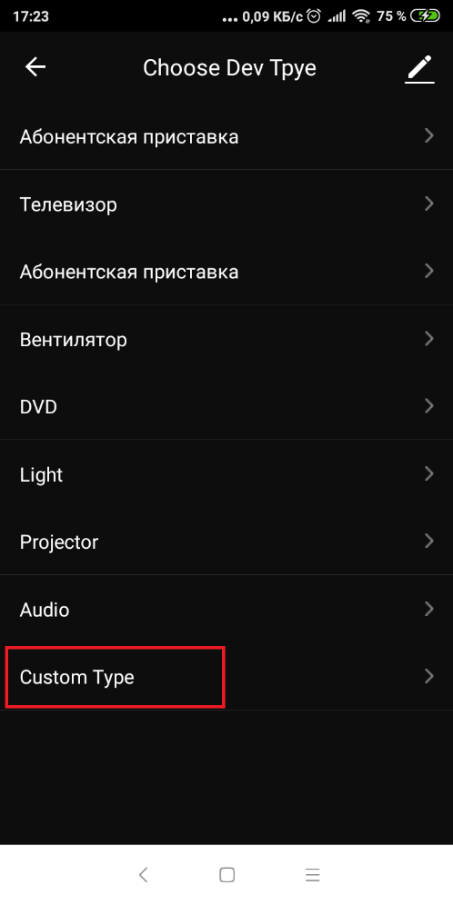 17:23
... 0,09 КБ/с 75 %
Choose Dev Tpye
Абонентская приставка
Телевизор
Абонентская приставка
Вентилятор
DVD
Light
Projector
Audio
Custom Type